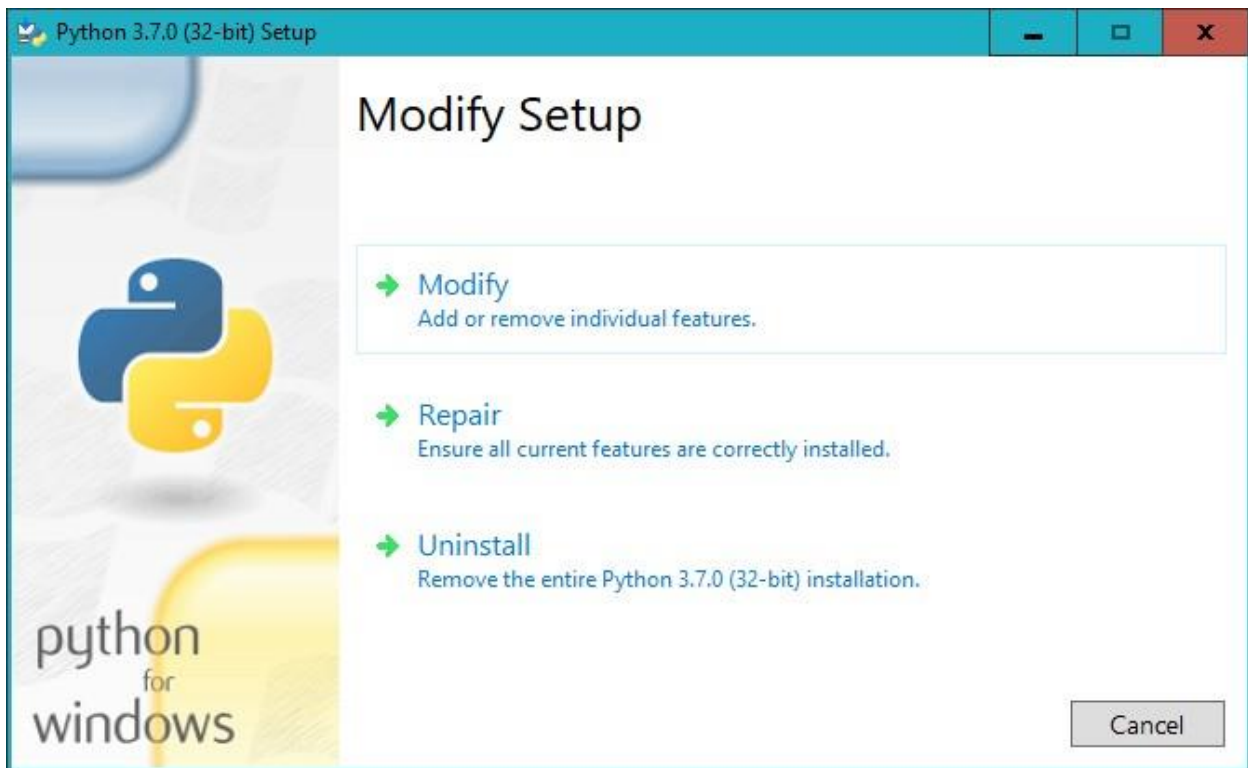 Python 3.7.0 (32-bit) Setup
Modify Setup
Modify
Add or remove individual features.
Repair
Ensure all current features are correctly installed.
Uninstall
Remove the entire Python 3.7.0 (32-bit) installation.
python
for
windows
Cancel